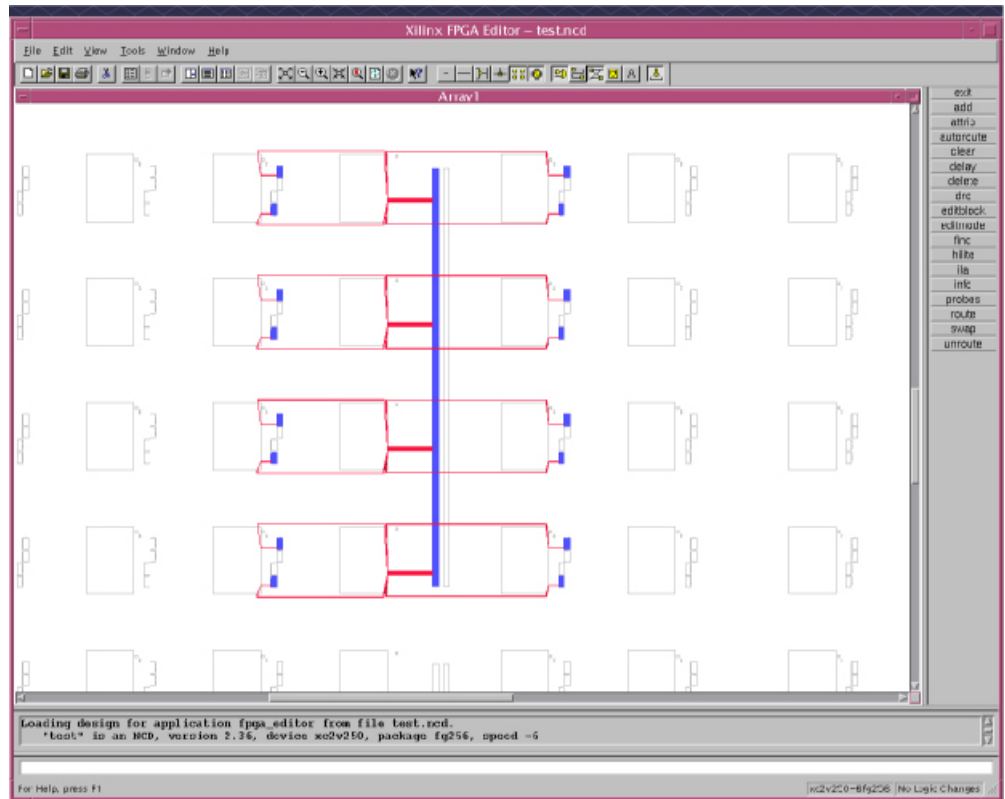 Xilinx FPGA Editor – test.ncd
File Edit View Tools Window Help
A
Array1
exit
add
attrib
autoroute
clear
delay
delete
drc
editblock
editmode
find
hilite
ila
info
probes
route
swap
unroute
Loading design for application fpga_editor from file test.ncd.
"test" is an NCD, version 2.36, device xc2v250, package fg256, speed -6
For Help, press F1
xc2v250-6fg256 No Logic Changes